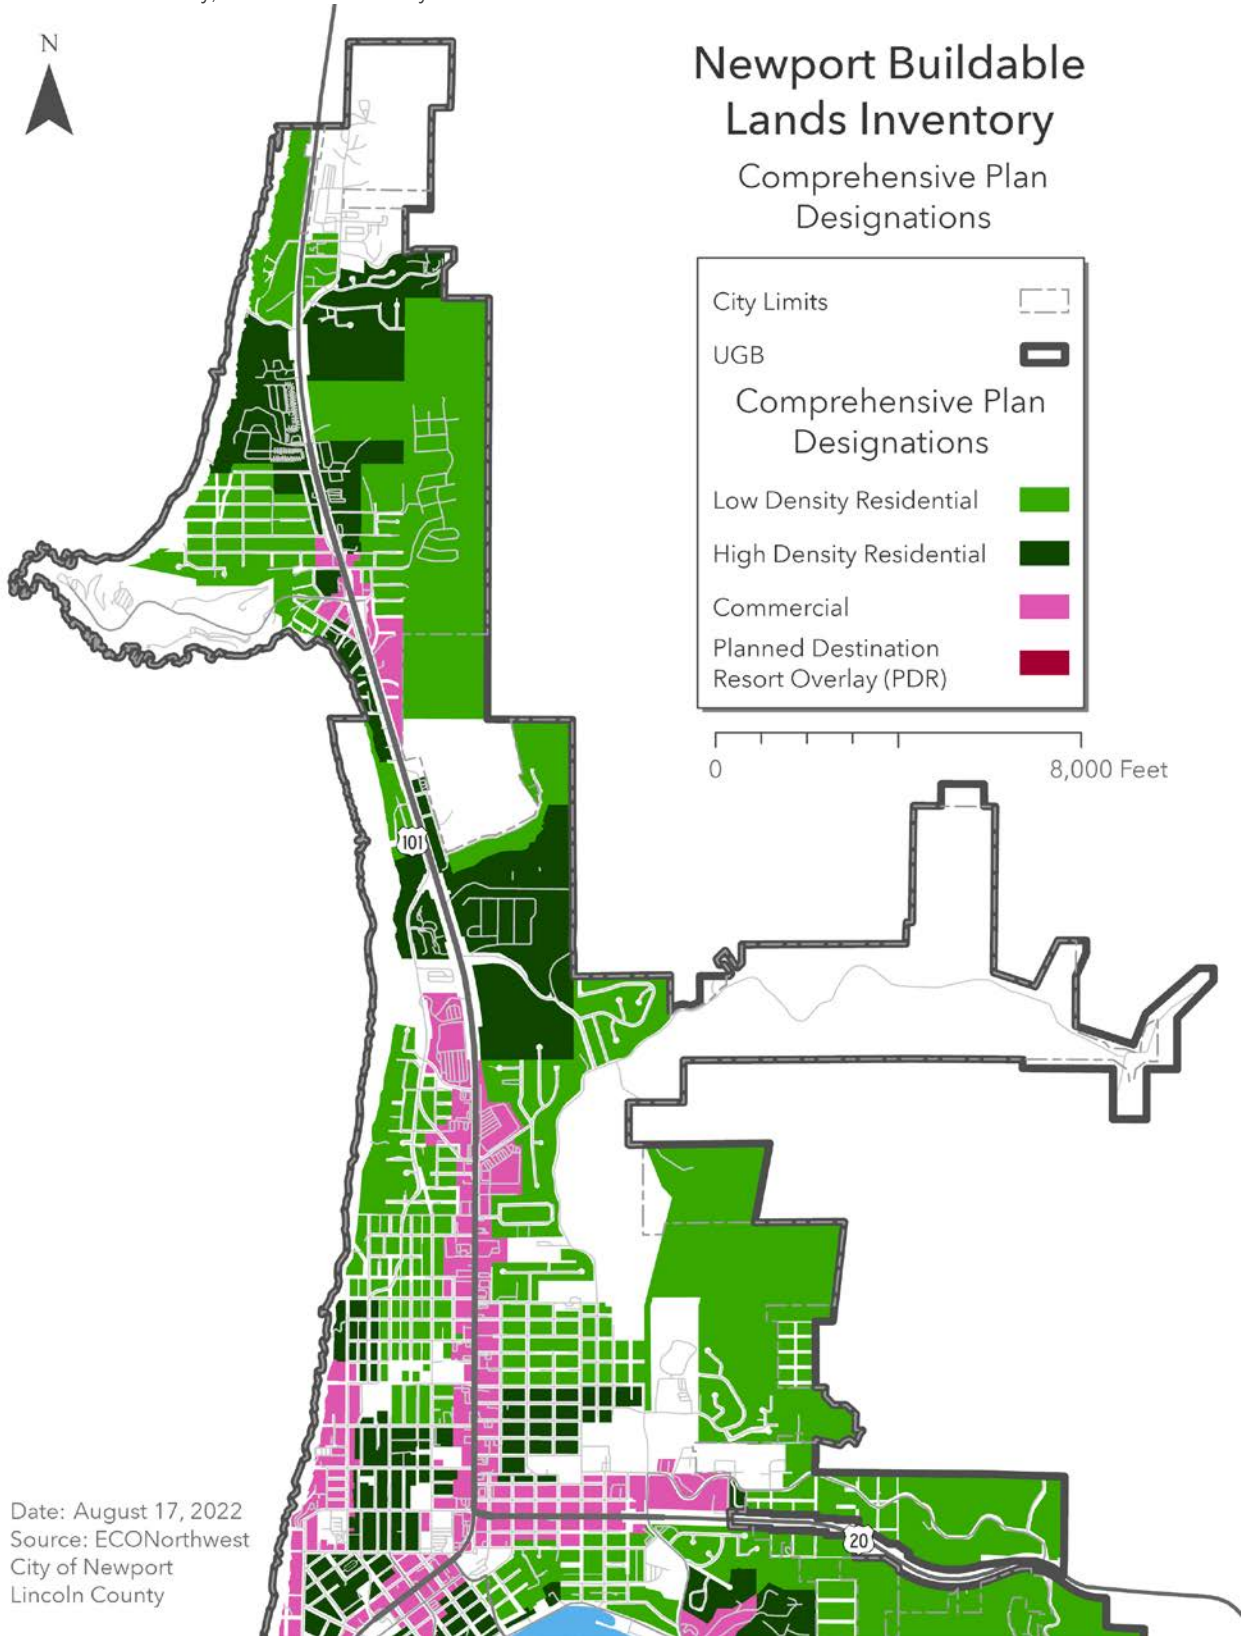 N
Newport Buildable
Lands Inventory
Comprehensive Plan
Designations
City Limits
UGB
Comprehensive Plan
Designations
Low Density Residential
High Density Residential
Commercial
Planned Destination
Resort Overlay (PDR)
0 8,000 Feet
101
20
Date: August 17, 2022
Source: ECONorthwest
City of Newport
Lincoln County